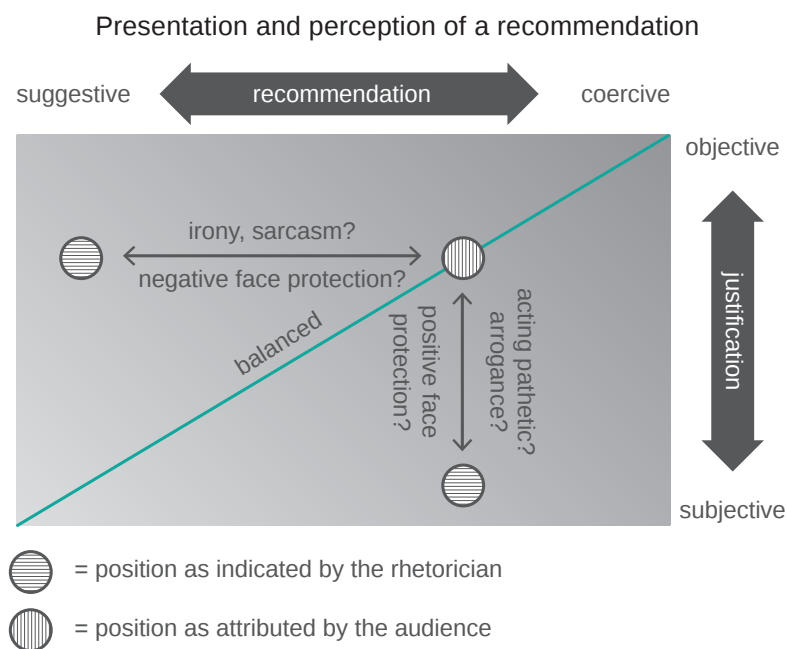 Presentation and perception of a recommendation
suggestive
recommendation
coercive
objective
irony, sarcasm?
negative face protection?
balanced
positive face
protection?
acting pathetic?
arrogance?
justification
subjective
= position as indicated by the rhetorician
= position as attributed by the audience